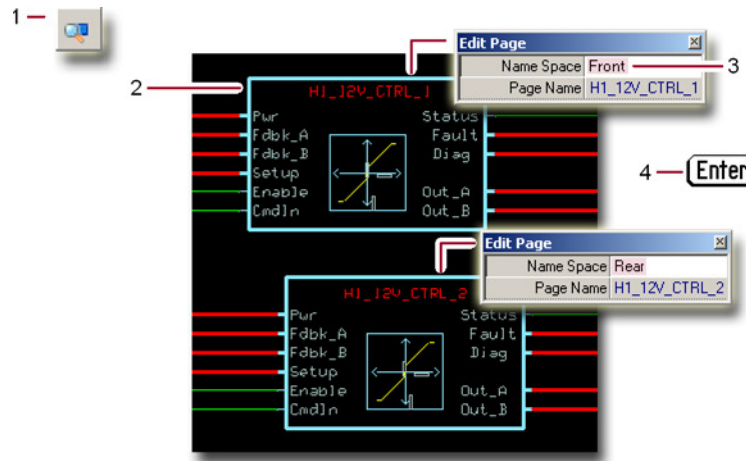 1
2
Edit Page
Name Space Front
Page Name H1_12V_CTRL_1
3
H1_12V_CTRL_1
Pwr Status
Fdbk_A Fault
Fdbk_B Diag
Setup
Enable Out_A
CmdIn Out_B
4 Enter
Edit Page
Name Space Rear
Page Name H1_12V_CTRL_2
H1_12V_CTRL_2
Pwr Status
Fdbk_A Fault
Fdbk_B Diag
Setup
Enable Out_A
CmdIn Out_B